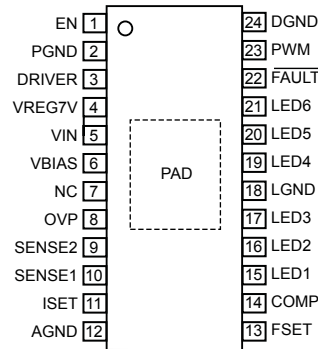 EN 1
PGND 2
DRIVER 3
VREG7V 4
VIN 5
VBIAS 6
NC 7
OVP 8
SENSE2 9
SENSE1 10
ISET 11
AGND 12
PAD
24 DGND
23 PWM
22 FAULT
21 LED6
20 LED5
19 LED4
18 LGND
17 LED3
16 LED2
15 LED1
14 COMP
13 FSET